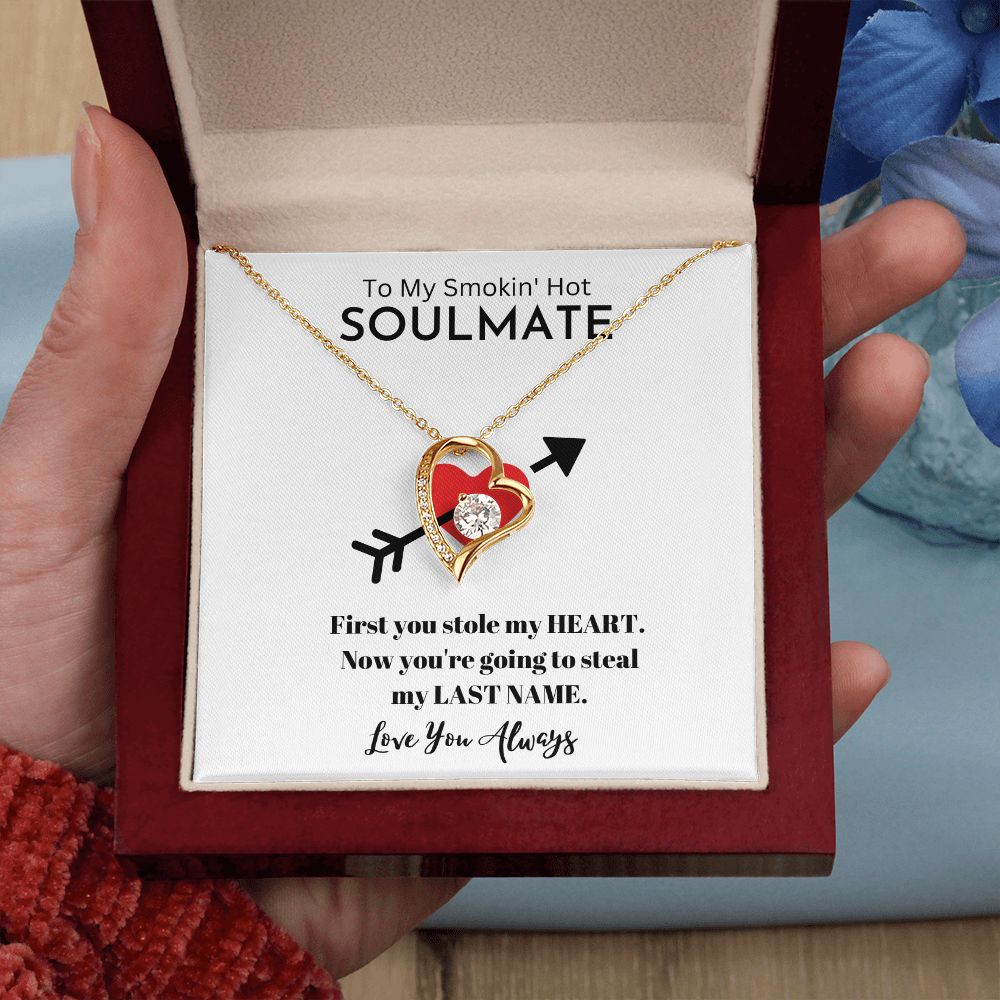 To My Smokin' Hot
SOULMATE
First you stole my HEART.
Now you're going to steal
my LAST NAME.
Love You Always